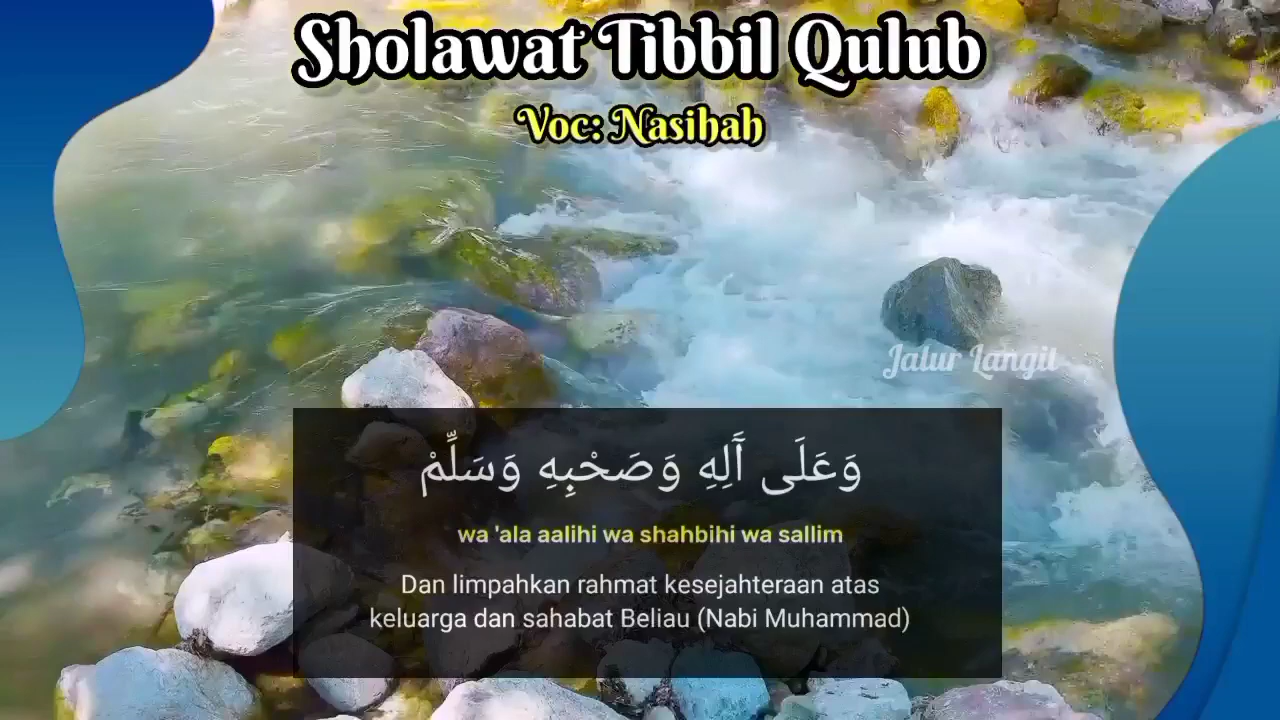 Sholawat Tibbil Qulub
Voc: Nasihah
Jalur Langit
وَعَلَى آَلِهِ وَصَحْبِهِ وَسَلِّمْ
wa 'ala aalihi wa shahbihi wa sallim
Dan limpahkan rahmat kesejahteraan atas
keluarga dan sahabat Beliau (Nabi Muhammad)